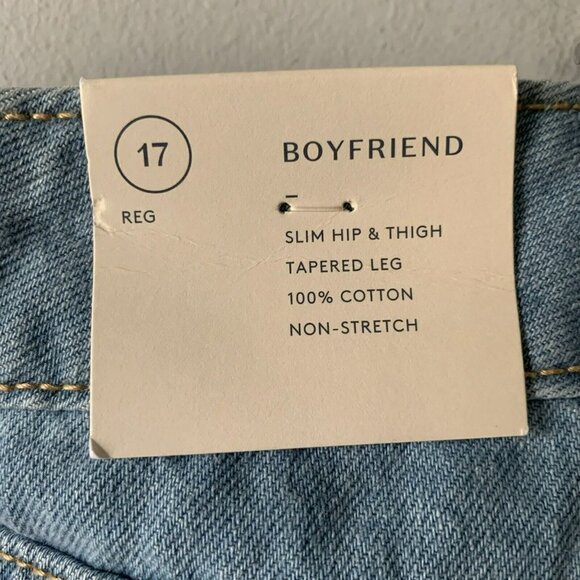 17
REG
BOYFRIEND
SLIM HIP & THIGH
TAPERED LEG
100% COTTON
NON-STRETCH